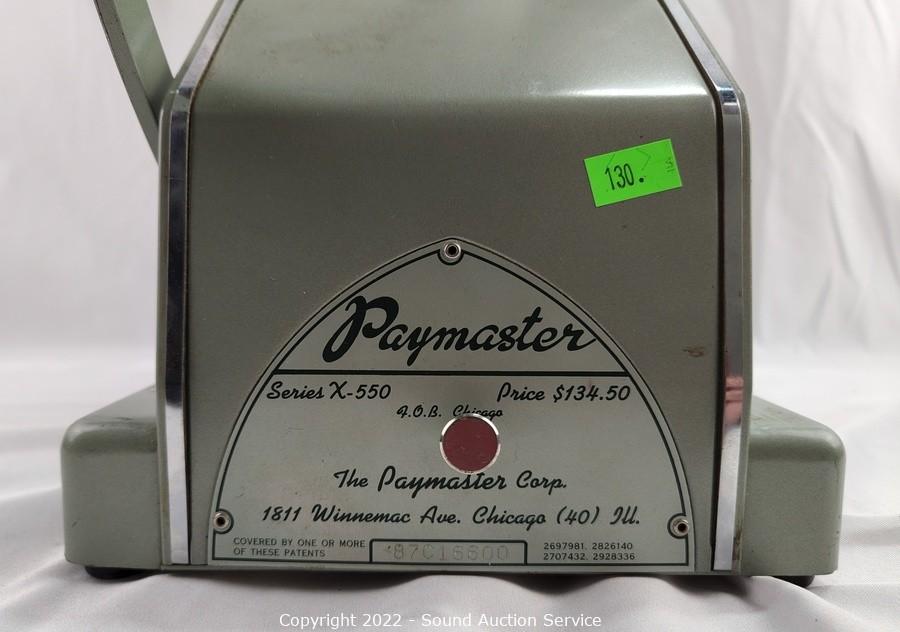 130.
Paymaster
Series X-550 Price $134.50
F.O.B. Chicago
The Paymaster Corp.
1811 Winnemac Ave. Chicago (40) Ill.
COVERED BY ONE OR MORE
OF THESE PATENTS
87C16600
2697981, 2826140
2707432, 2928336
Copyright 2022 - Sound Auction Service